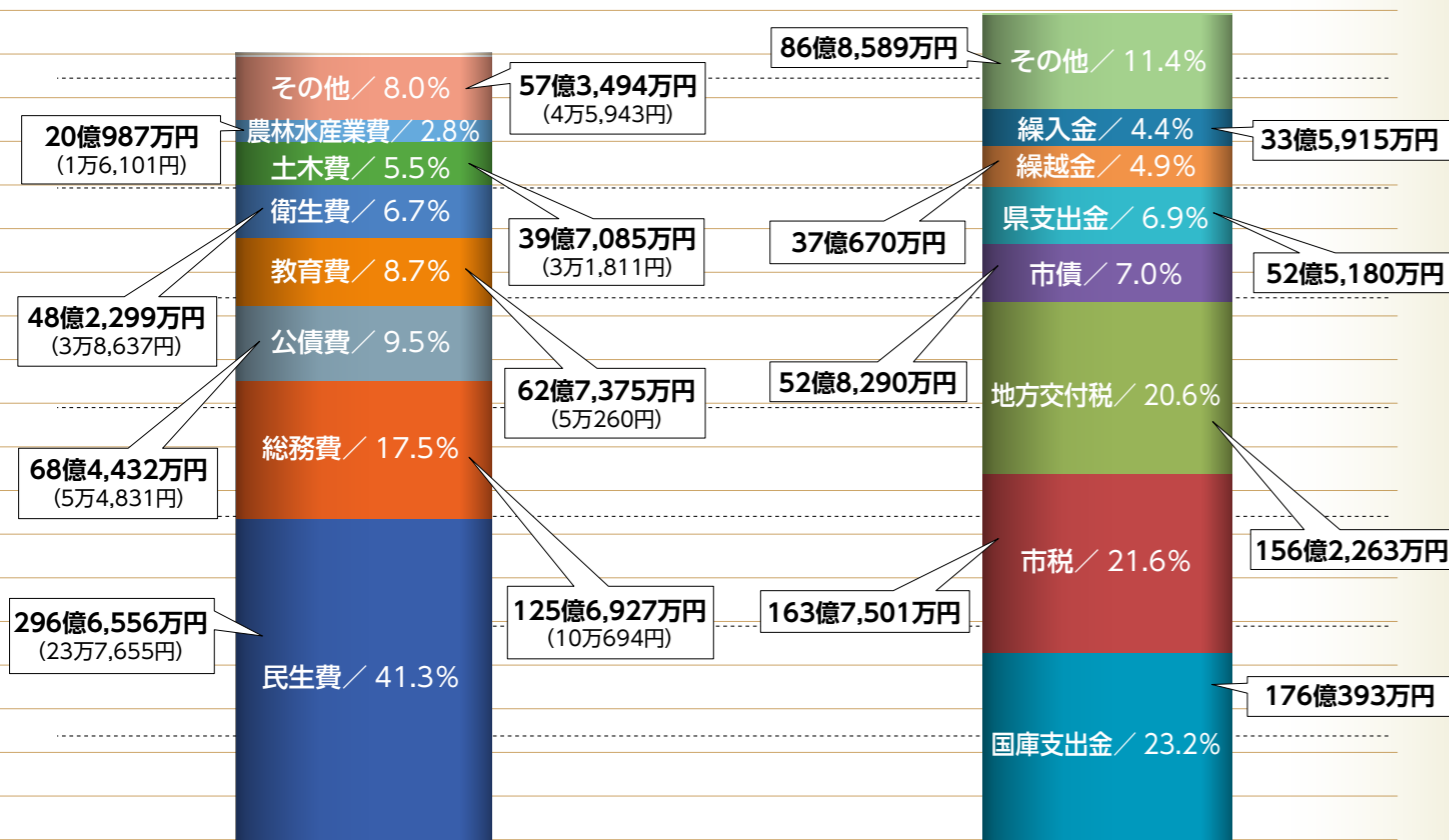 その他／ 8.0%
57億3,494万円
(4万5,943円)
農林水産業費／ 2.8%
20億987万円
(1万6,101円)
土木費／ 5.5%
39億7,085万円
(3万1,811円)
衛生費／ 6.7%
48億2,299万円
(3万8,637円)
教育費／ 8.7%
62億7,375万円
(5万260円)
公債費／ 9.5%
68億4,432万円
(5万4,831円)
総務費／ 17.5%
125億6,927万円
(10万694円)
民生費／ 41.3%
296億6,556万円
(23万7,655円)
その他／ 11.4%
86億8,589万円
繰入金／ 4.4%
33億5,915万円
繰越金／ 4.9%
37億670万円
県支出金／ 6.9%
52億5,180万円
市債／ 7.0%
52億8,290万円
地方交付税／ 20.6%
156億2,263万円
市税／ 21.6%
163億7,501万円
国庫支出金／ 23.2%
176億393万円